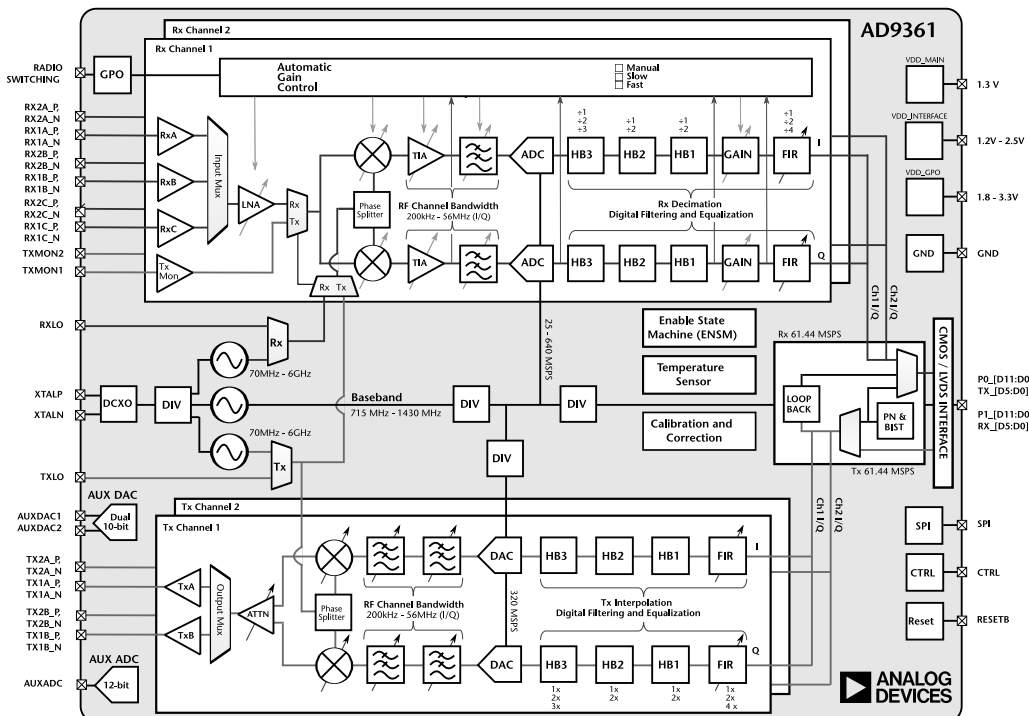 AD9361
Rx Channel 2
Rx Channel 1
RADIO
SWITCHING
GPO
Automatic
Gain
Control
Manual
Slow
Fast
VDD_MAIN
1.3 V
VDD_INTERFACE
1.2V - 2.5V
VDD_GPO
1.8 - 3.3V
GND
GND
RX2A_P,
RX2A_N
RX1A_P,
RX1A_N
RX2B_P,
RX2B_N
RX1B_P,
RX1B_N
RX2C_P,
RX2C_N
RX1C_P,
RX1C_N
TXMON2
TXMON1
RxA
RxB
RxC
Tx
Mon
Input Mux
LNA
Rx
Tx
Phase
Splitter
Rx Tx
TIA
ADC
÷1
÷2
÷3
HB3
÷1
÷2
HB2
÷1
÷2
HB1
GAIN
÷1
÷2
÷4
FIR
I
RF Channel Bandwidth
200kHz - 56MHz (I/Q)
Rx Decimation
Digital Filtering and Equalization
TIA
ADC
HB3
HB2
HB1
GAIN
FIR
Q
Ch1 I/Q
Ch2 I/Q
RXLO
Rx
70MHz - 6GHz
XTALP
XTALN
DCXO
DIV
Baseband
715 MHz - 1430 MHz
DIV
DIV
DIV
25 - 640 MSPS
70MHz - 6GHz
Tx
TXLO
Enable State
Machine (ENSM)
Temperature
Sensor
Calibration and
Correction
Rx 61.44 MSPS
LOOP
BACK
PN &
BIST
Tx 61.44 MSPS
CMOS / LVDS INTERFACE
P0_[D11:D0
TX_[D5:D0]
P1_[D11:D0
RX_[D5:D0]
AUX DAC
AUXDAC1
AUXDAC2
Dual
10-bit
Tx Channel 2
Tx Channel 1
TX2A_P,
TX2A_N
TX1A_P,
TX1A_N
TX2B_P,
TX2B_N
TX1B_P,
TX1B_N
TxA
TxB
Output Mux
ATTN
Phase
Splitter
RF Channel Bandwidth
200kHz - 56MHz (I/Q)
DAC
320 MSPS
HB3
HB2
HB1
FIR
I
Tx Interpolation
Digital Filtering and Equalization
DAC
HB3
HB2
HB1
FIR
Q
1x
2x
3x
1x
2x
1x
2x
1x
2x
4 x
Ch1 I/Q
Ch2 I/Q
SPI
SPI
CTRL
CTRL
Reset
RESETB
AUX ADC
AUXADC
12-bit
ANALOG
DEVICES